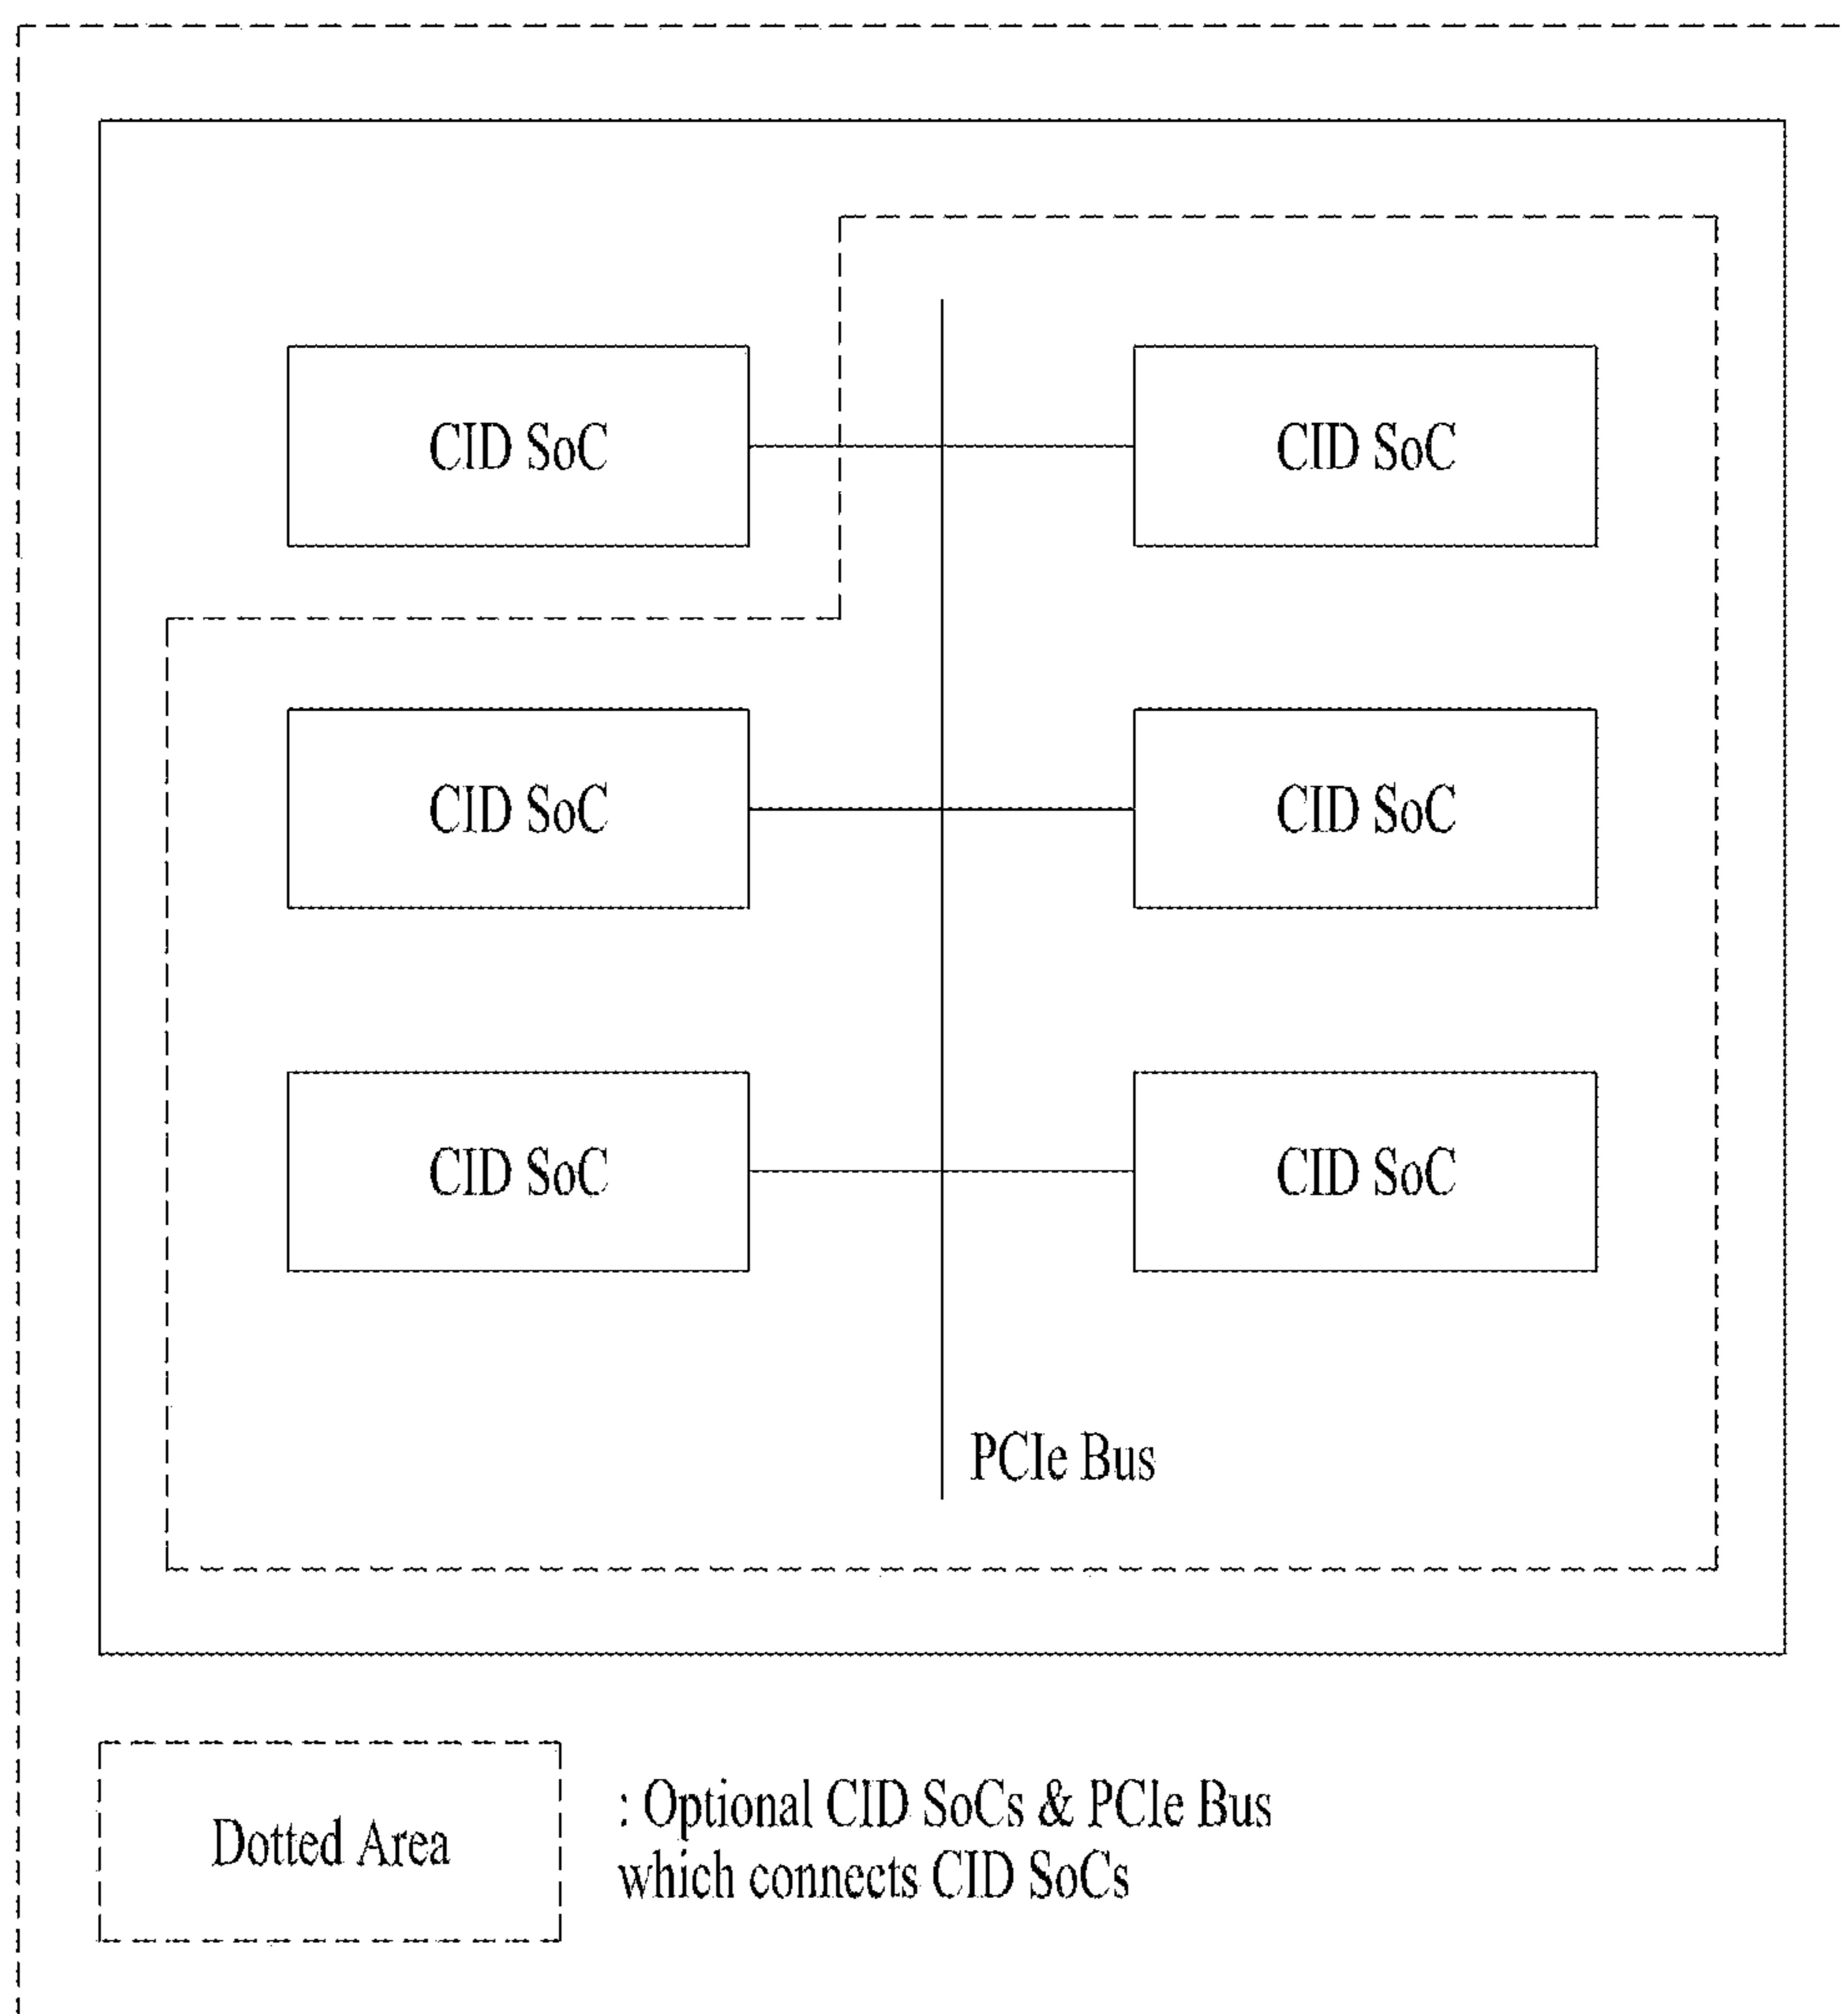 CID SoC CID SoC
CID SoC CID SoC
CID SoC CID SoC
PCIe Bus
Dotted Area
: Optional CID SoCs & PCIe Bus
which connects CID SoCs